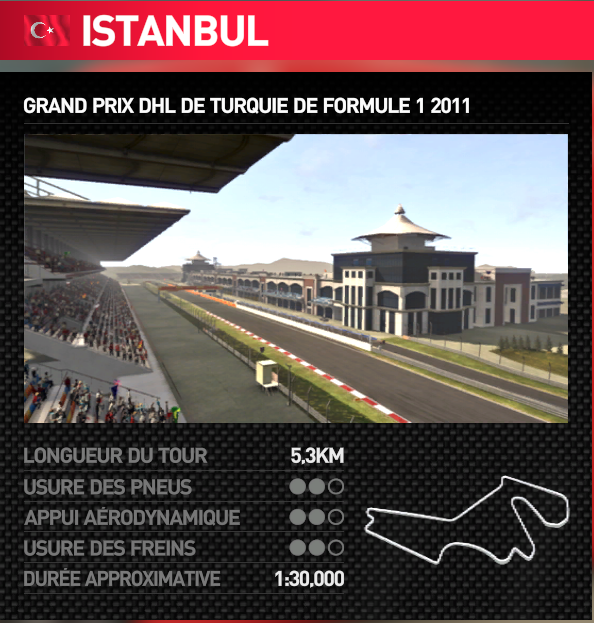 ISTANBUL
GRAND PRIX DHL DE TURQUIE DE FORMULE 1 2011
LONGUEUR DU TOUR 5,3KM
USURE DES PNEUS
APPUI AÉRODYNAMIQUE
USURE DES FREINS
DURÉE APPROXIMATIVE 1:30,000